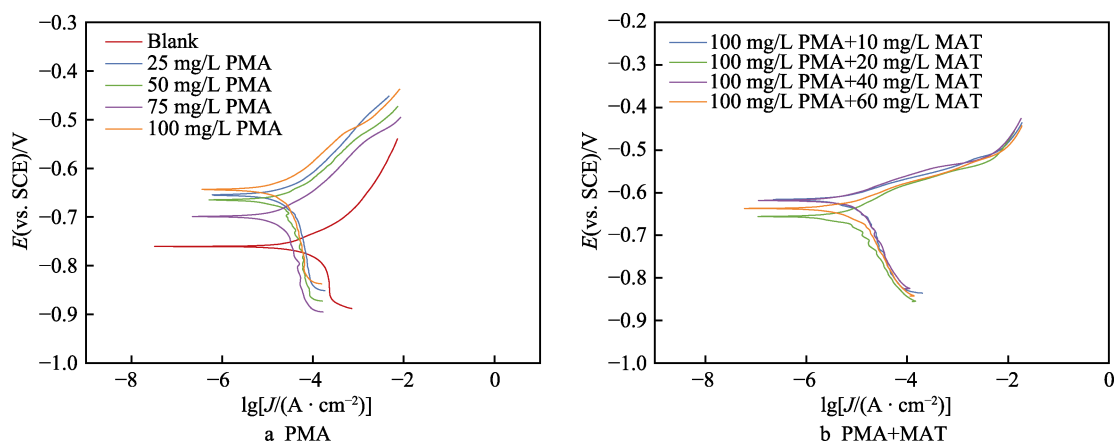 −0.3
−0.4
−0.5
−0.6
−0.7
−0.8
−0.9
−1.0
E(vs. SCE)/V
Blank
25 mg/L PMA
50 mg/L PMA
75 mg/L PMA
100 mg/L PMA
−8 −6 −4 −2 0
lg[J/(A · cm⁻²)]
a PMA
−0.2
−0.3
−0.4
−0.5
−0.6
−0.7
−0.8
−0.9
−1.0
E(vs. SCE)/V
100 mg/L PMA+10 mg/L MAT
100 mg/L PMA+20 mg/L MAT
100 mg/L PMA+40 mg/L MAT
100 mg/L PMA+60 mg/L MAT
−8 −6 −4 −2 0
lg[J/(A · cm⁻²)]
b PMA+MAT